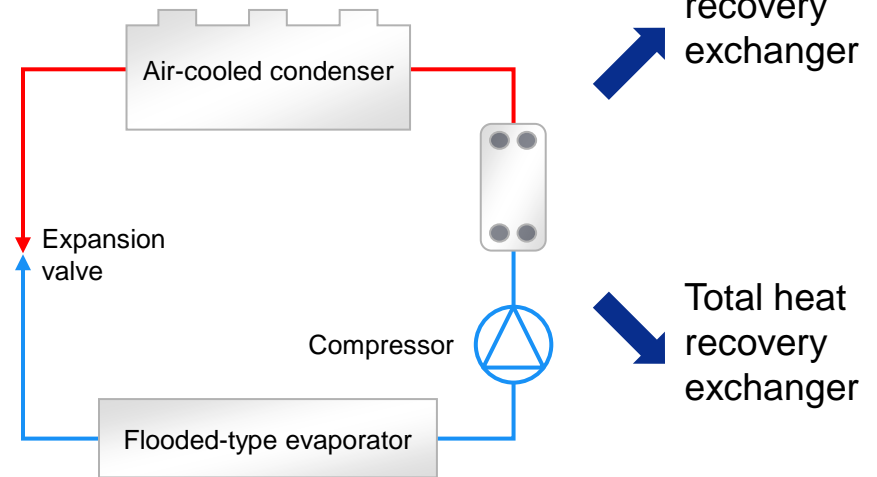 recovery
exchanger
Air-cooled condenser
Expansion
valve
Compressor
Total heat
recovery
exchanger
Flooded-type evaporator